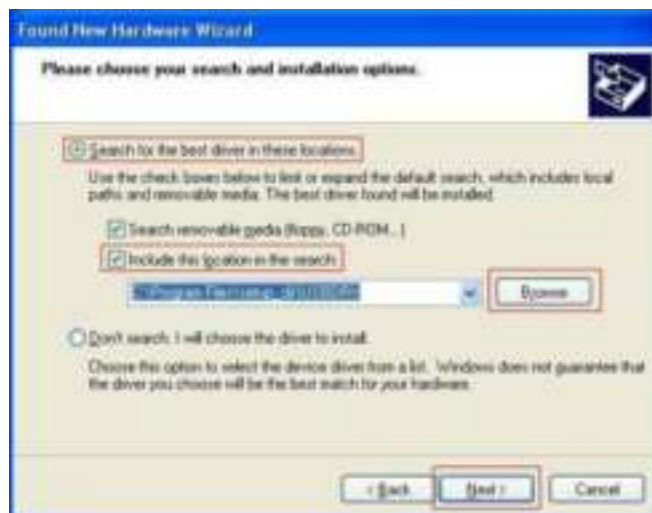 Found New Hardware Wizard
Please choose your search and installation options.
Search for the best driver in these locations.
Use the check boxes below to limit or expand the default search, which includes local
paths and removable media. The best driver found will be installed.
Search removable media (floppy, CD-ROM...)
Include this location in the search:
Browse
Don't search. I will choose the driver to install.
Choose this option to select the device driver from a list. Windows does not guarantee that
the driver you choose will be the best match for your hardware.
< Back Next > Cancel